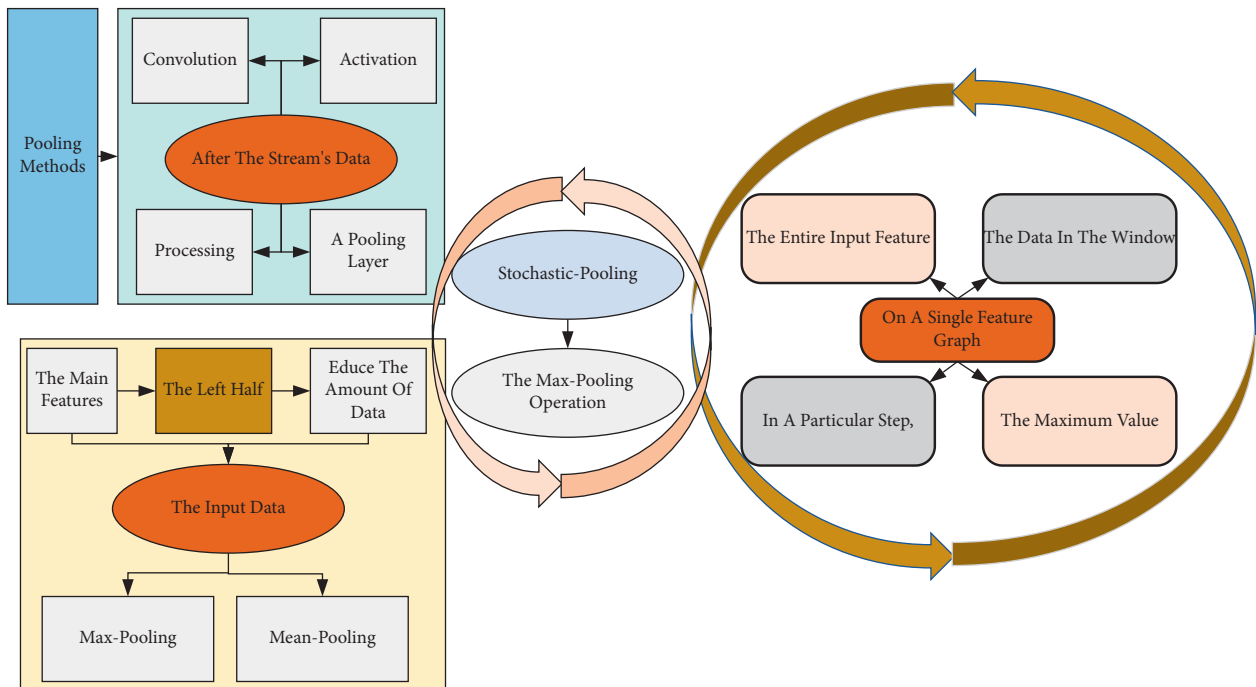 Pooling
Methods
Convolution
Activation
After The Stream's Data
Processing
A Pooling
Layer
The Main
Features
The Left Half
Educe The
Amount Of
Data
The Input Data
Max-Pooling
Mean-Pooling
Stochastic-Pooling
The Max-Pooling
Operation
The Entire Input Feature
The Data In The Window
On A Single Feature
Graph
In A Particular Step,
The Maximum Value